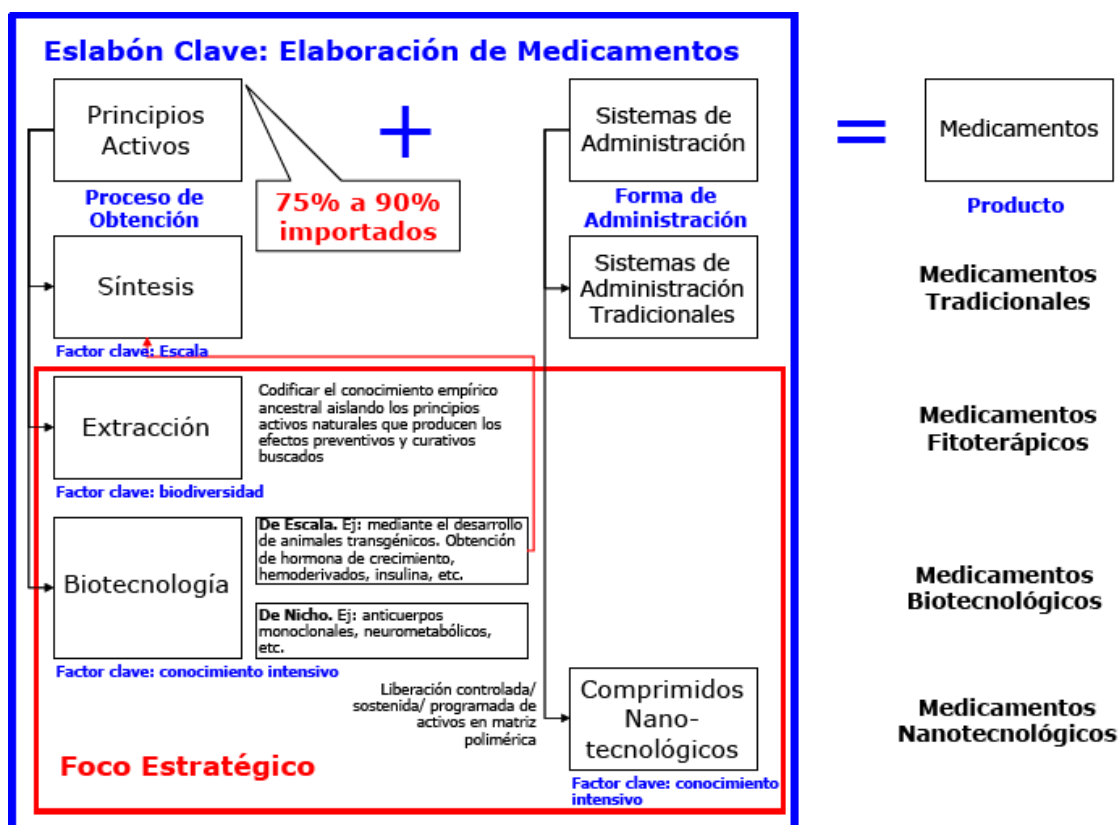 Eslabón Clave: Elaboración de Medicamentos
Principios
Activos
+
Sistemas de
Administración
=
Medicamentos
Proceso de
Obtención
75% a 90%
importados
Forma de
Administración
Producto
Síntesis
Sistemas de
Administración
Tradicionales
Medicamentos
Tradicionales
Factor clave: Escala
Extracción
Codificar el conocimiento empírico
ancestral aislando los principios
activos naturales que producen los
efectos preventivos y curativos
buscados
Medicamentos
Fitoterápicos
Factor clave: biodiversidad
Biotecnología
De Escala. Ej: mediante el desarrollo
de animales transgénicos. Obtención
de hormona de crecimiento,
hemoderivados, insulina, etc.
De Nicho. Ej: anticuerpos
monoclonales, neurometabólicos,
etc.
Medicamentos
Biotecnológicos
Factor clave: conocimiento intensivo
Liberación controlada/
sostenida/ programada de
activos en matriz
polimérica
Comprimidos
Nano-
tecnológicos
Medicamentos
Nanotecnológicos
Foco Estratégico
Factor clave: conocimiento
intensivo